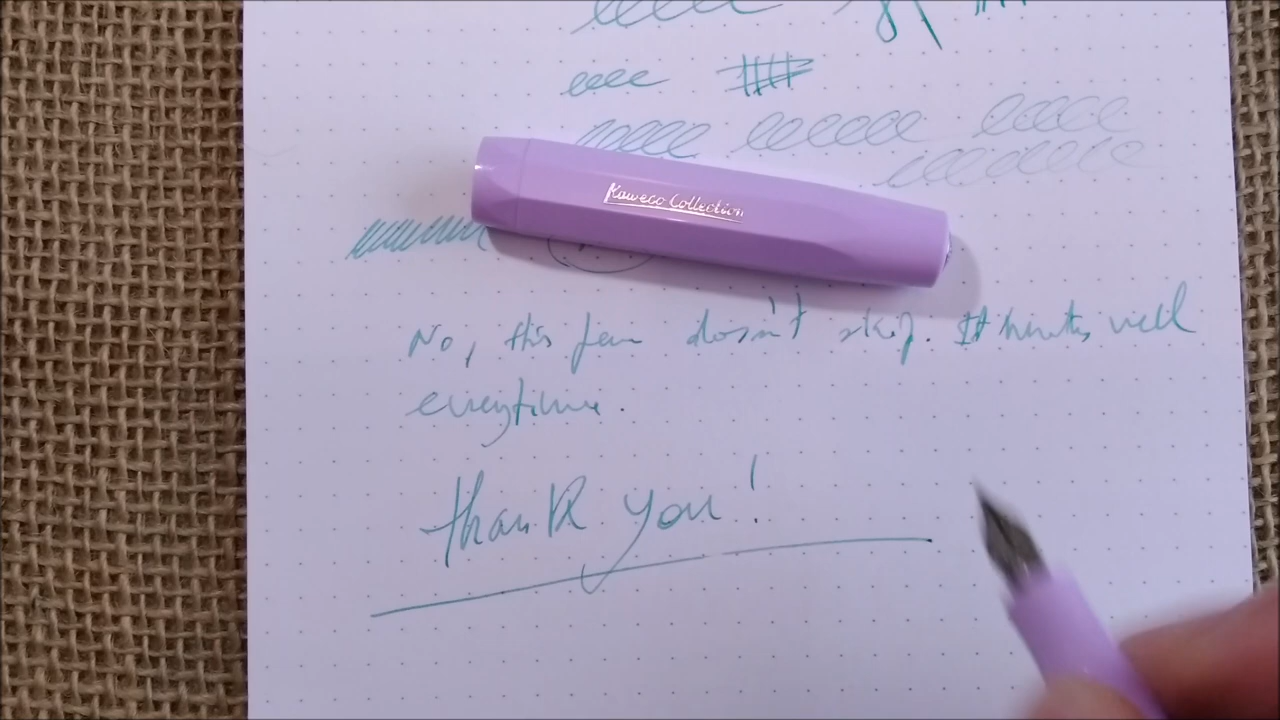 Kaweco Collection
No, this pen doesn't skip. It writes well
everytime.
thank you!